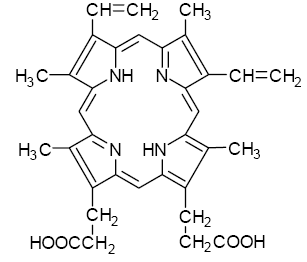 CH=CH2 CH3
H3C NH N CH=CH2
H3C N HN CH3
CH2 CH2
HOOCCH2 CH2COOH